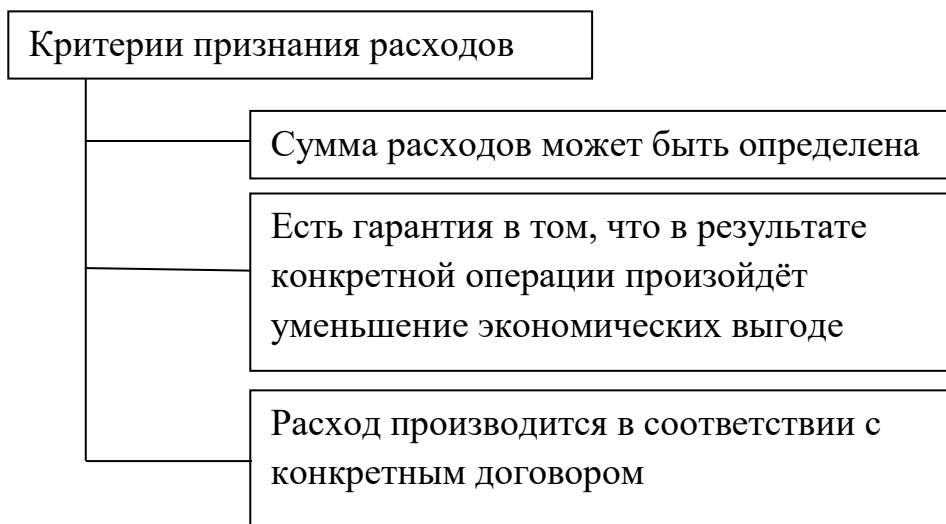 Критерии признания расходов
Сумма расходов может быть определена
Есть гарантия в том, что в результате
конкретной операции произойдёт
уменьшение экономических выгоде
Расход производится в соответствии с
конкретным договором